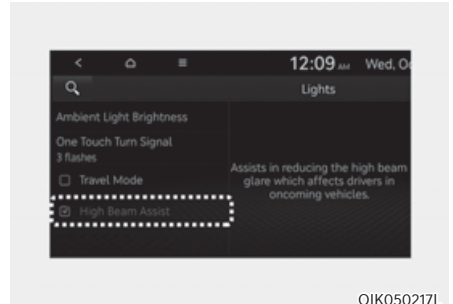 12:09 AM Wed, Oc
Lights
Ambient Light Brightness
One Touch Turn Signal
3 flashes
Travel Mode
High Beam Assist
Assists in reducing the high beam
glare which affects drivers in
oncoming vehicles.
OIK050217L